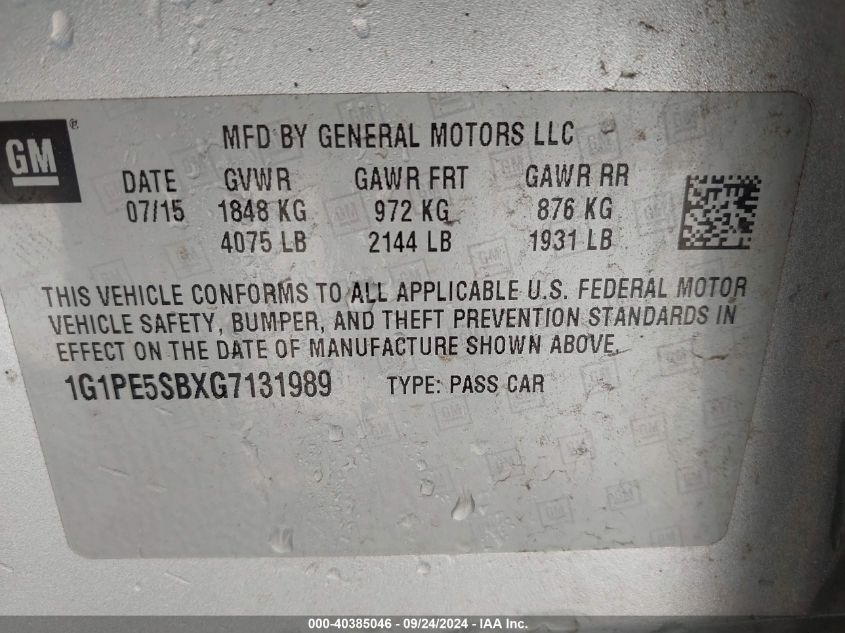 GM ®
MFD BY GENERAL MOTORS LLC
DATE GVWR GAWR FRT GAWR RR
07/15 1848 KG 972 KG 876 KG
4075 LB 2144 LB 1931 LB
THIS VEHICLE CONFORMS TO ALL APPLICABLE U.S. FEDERAL MOTOR
VEHICLE SAFETY, BUMPER, AND THEFT PREVENTION STANDARDS IN
EFFECT ON THE DATE OF MANUFACTURE SHOWN ABOVE.
1G1PE5SBXG7131989 TYPE: PASS CAR
000-40385046 - 09/24/2024 - IAA Inc.